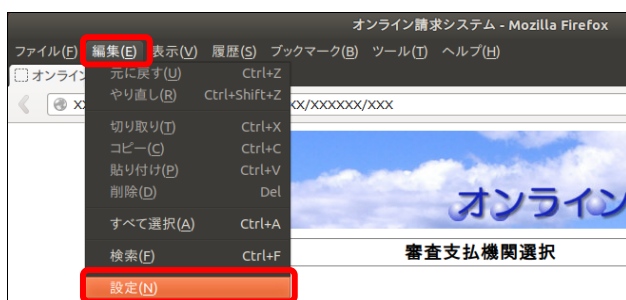 オンライン請求システム - Mozilla Firefox
ファイル(F) 編集(E) 表示(V) 履歴(S) ブックマーク(B) ツール(T) ヘルプ(H)
オンライン
元に戻す(U) Ctrl+Z
やり直し(R) Ctrl+Shift+Z
xx/xxxxxx/xxx
切り取り(T) Ctrl+X
コピー(C) Ctrl+C
貼り付け(P) Ctrl+V
削除(D) Del
オンライン
すべて選択(A) Ctrl+A
検索(F) Ctrl+F
審査支払機関選択
設定(N)